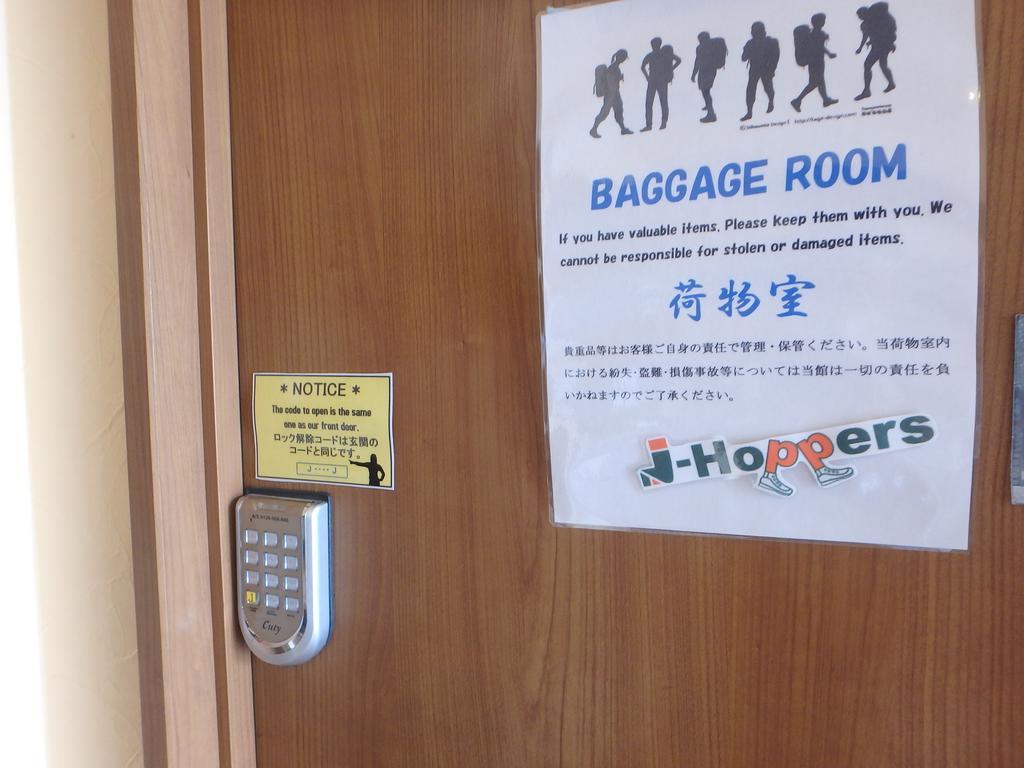 BAGGAGE ROOM
If you have valuable items, Please keep them with you. We
cannot be responsible for stolen or damaged items.
荷物室
貴重品等はお客様ご自身の責任で管理・保管ください。当荷物室内
における紛失・盗難・損傷事故等については当館は一切の責任を負
いかねますのでご了承ください。
J-Hoppers
* NOTICE *
The code to open is the same
one as our front door.
ロック解除コードは玄関の
コードと同じです。
J････J
J
Cuty